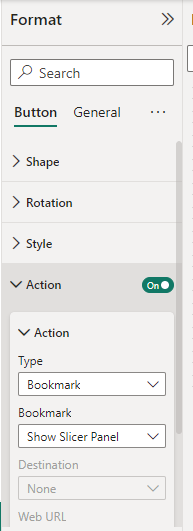 Format
Search
Button General ...
Shape
Rotation
Style
Action On
Action
Type
Bookmark
Bookmark
Show Slicer Panel
Destination
None
Web URL